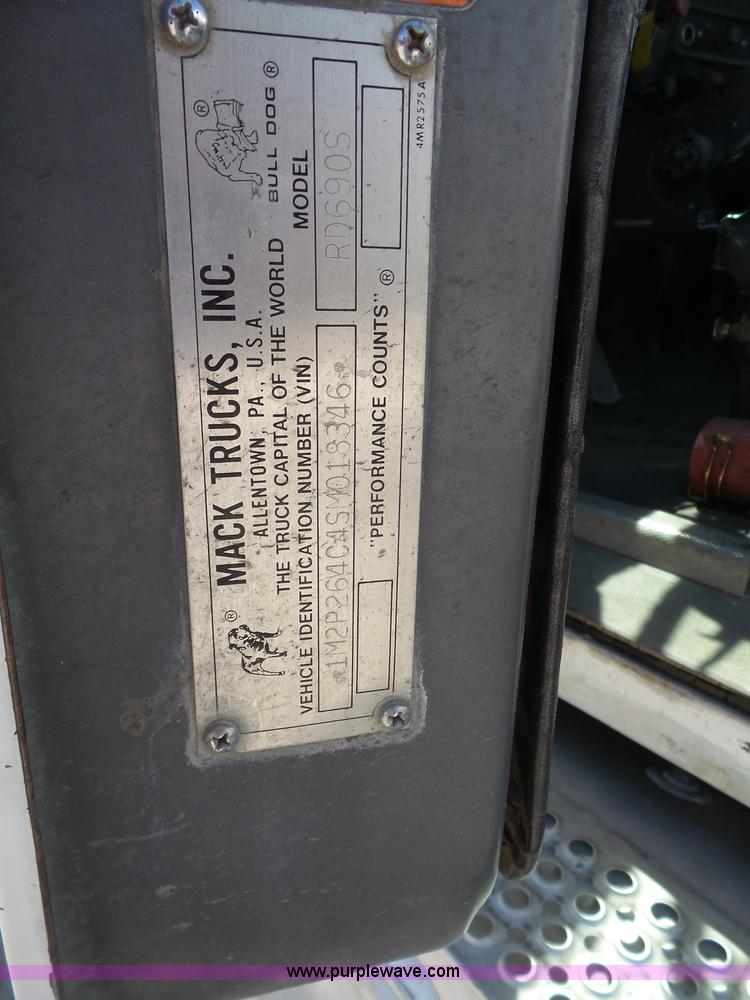 MACK TRUCKS, INC.
ALLENTOWN, PA., U.S.A.
THE TRUCK CAPITAL OF THE WORLD BULL DOG ®
VEHICLE IDENTIFICATION NUMBER (VIN) MODEL
*1M2P264C4SM018346* RD690S
"PERFORMANCE COUNTS" ®
4MR2575A
www.purplewave.com